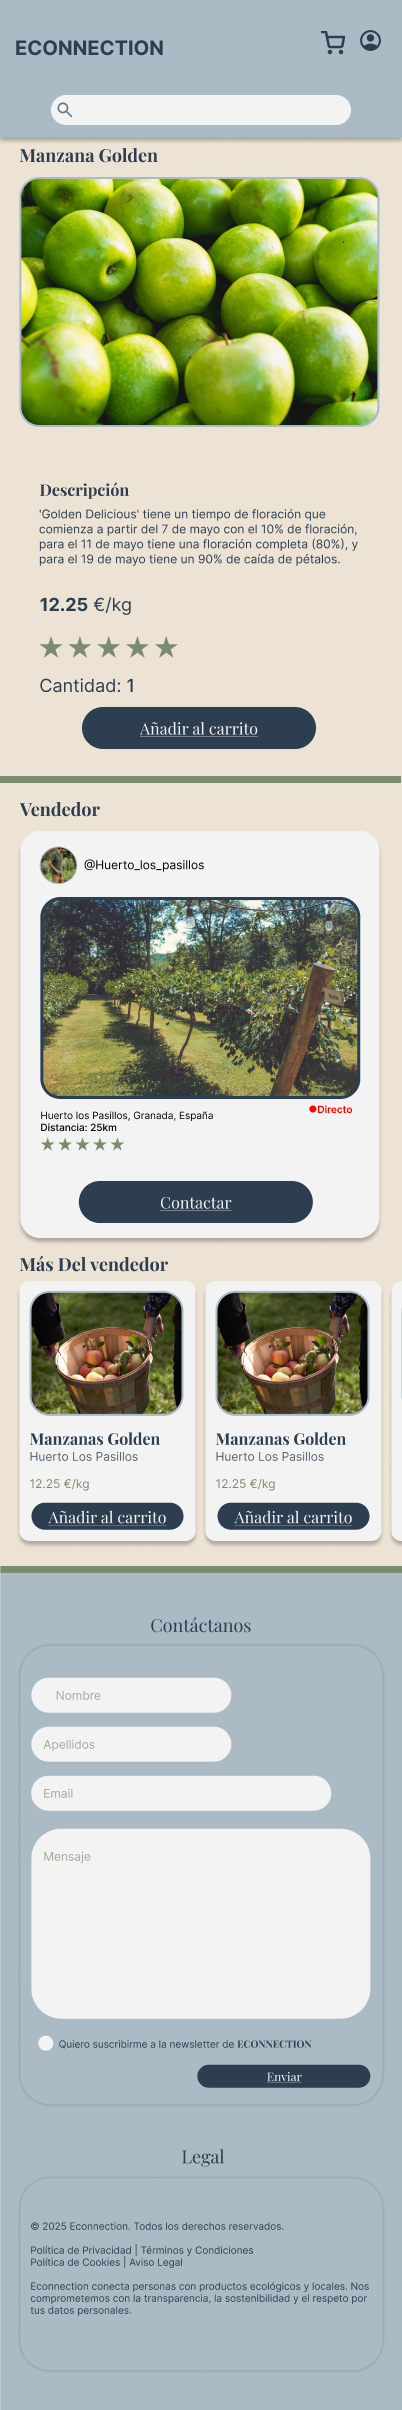 ECONNECTION
Manzana Golden
Descripción
'Golden Delicious' tiene un tiempo de floración que
comienza a partir del 7 de mayo con el 10% de floración,
para el 11 de mayo tiene una floración completa (80%), y
para el 19 de mayo tiene un 90% de caída de pétalos.
12.25 €/kg
Cantidad: 1
Añadir al carrito
Vendedor
@Huerto_los_pasillos
Directo
Huerto los Pasillos, Granada, España
Distancia: 25km
Contactar
Más Del vendedor
Manzanas Golden
Huerto Los Pasillos
12.25 €/kg
Añadir al carrito
Manzanas Golden
Huerto Los Pasillos
12.25 €/kg
Añadir al carrito
Contáctanos
Nombre
Apellidos
Email
Mensaje
Quiero suscribirme a la newsletter de ECONNECTION
Enviar
Legal
© 2025 Econnection. Todos los derechos reservados.
Política de Privacidad | Términos y Condiciones
Política de Cookies | Aviso Legal
Econnection conecta personas con productos ecológicos y locales. Nos
comprometemos con la transparencia, la sostenibilidad y el respeto por
tus datos personales.